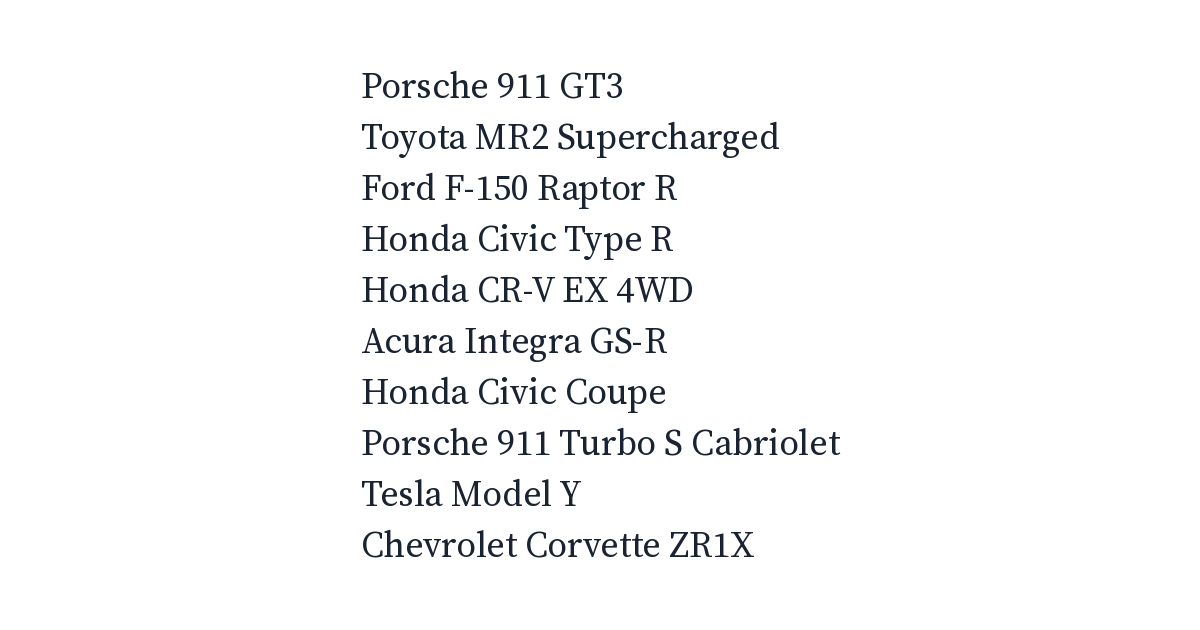 Porsche 911 GT3
Toyota MR2 Supercharged
Ford F-150 Raptor R
Honda Civic Type R
Honda CR-V EX 4WD
Acura Integra GS-R
Honda Civic Coupe
Porsche 911 Turbo S Cabriolet
Tesla Model Y
Chevrolet Corvette ZR1X